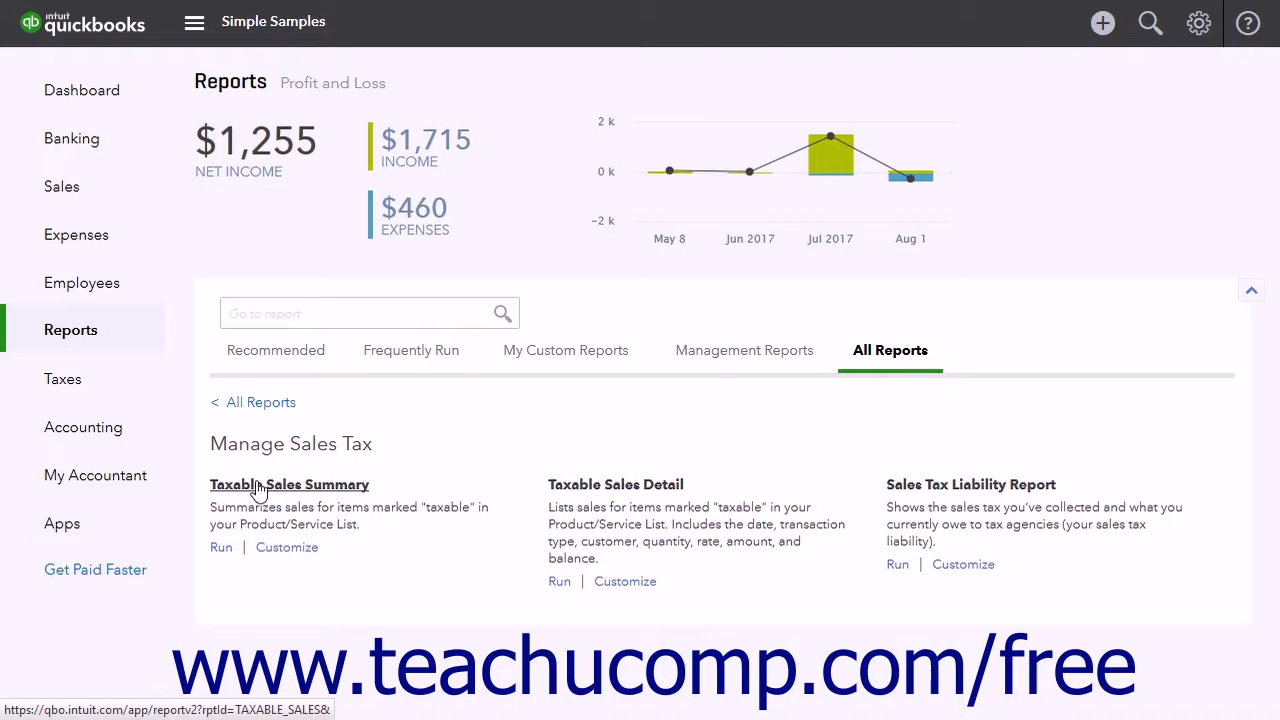 intuit
quickbooks
Simple Samples
Dashboard
Banking
Sales
Expenses
Employees
Reports
Taxes
Accounting
My Accountant
Apps
Get Paid Faster
Reports Profit and Loss
$1,255
NET INCOME
$1,715
INCOME
$460
EXPENSES
2 k
0 k
-2 k
May 8 Jun 2017 Jul 2017 Aug 1
Go to report
Recommended Frequently Run My Custom Reports Management Reports All Reports
< All Reports
Manage Sales Tax
Taxable Sales Summary
Summarizes sales for items marked "taxable" in
your Product/Service List.
Run | Customize
Taxable Sales Detail
Lists sales for items marked "taxable" in your
Product/Service List. Includes the date, transaction
type, customer, quantity, rate, amount, and
balance.
Run | Customize
Sales Tax Liability Report
Shows the sales tax you've collected and what you
currently owe to tax agencies (your sales tax
liability).
Run | Customize
www.teachucomp.com/free
https://qbo.intuit.com/app/reportv2?rptId=TAXABLE_SALES&